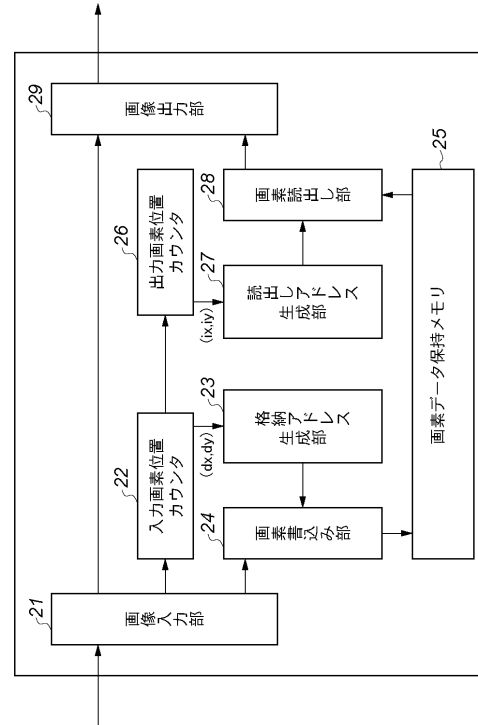 21
画像入力部
22
入力画素位置
カウンタ
(dx,dy)
23
格納アドレス
生成部
24
画素書込み部
25
画素データ保持メモリ
26
出力画素位置
カウンタ
(ix,iy)
27
読出しアドレス
生成部
28
画素読出し部
29
画像出力部